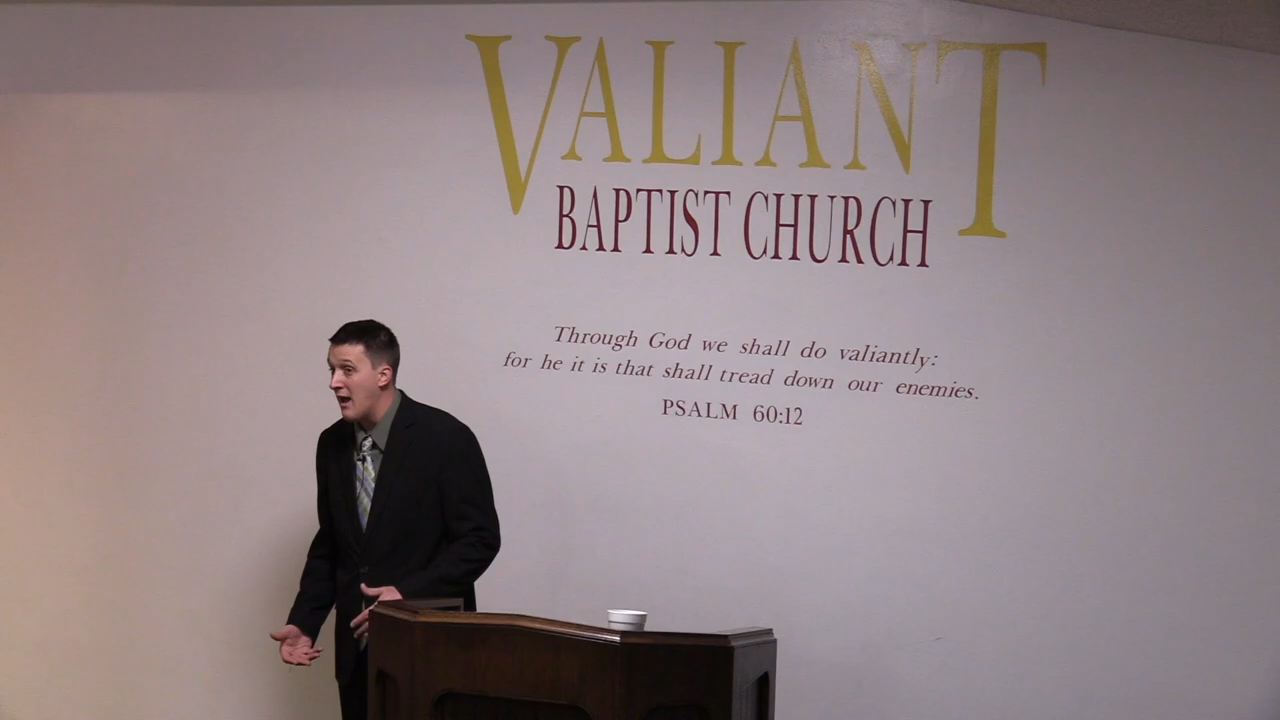 VALIANT
BAPTIST CHURCH
Through God we shall do valiantly:
for he it is that shall tread down our enemies.
PSALM 60:12